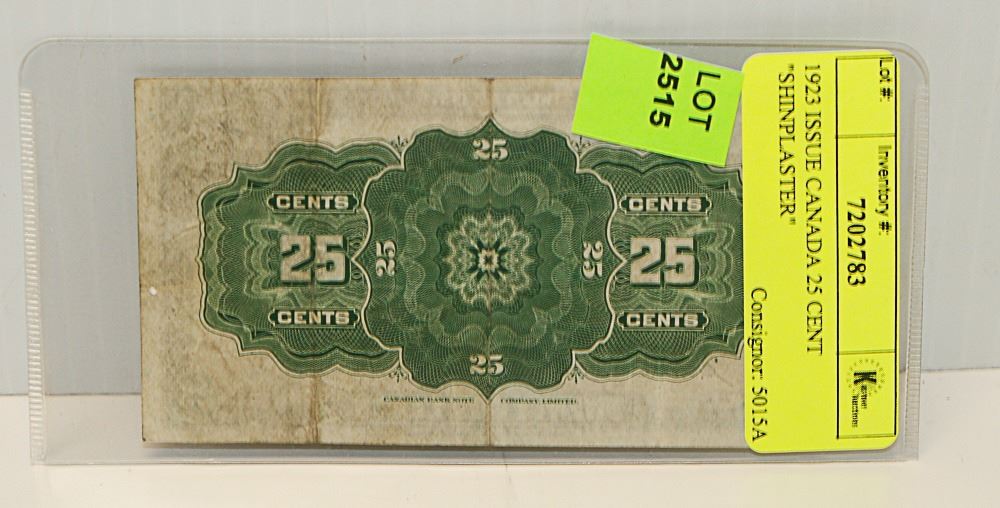 LOT
2515
25
CENTS
CENTS
25
25
25
25
CENTS
CENTS
25
CANADIAN BANK NOTE COMPANY, LIMITED.
Lot #:
Inventory #:
7202783
1923 ISSUE CANADA 25 CENT
"SHINPLASTER"
Consignor: 5015A